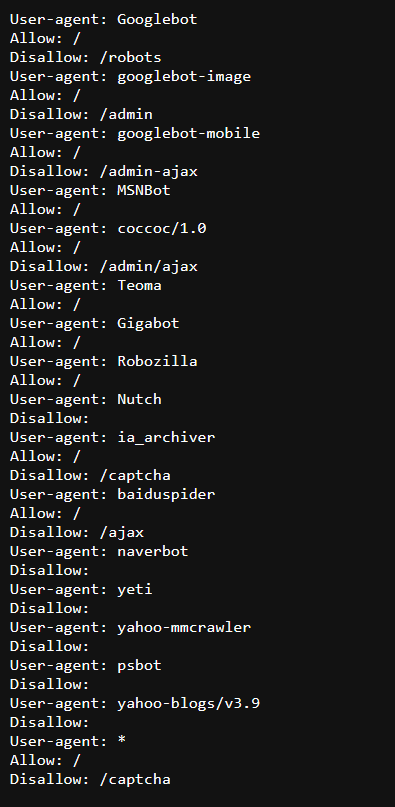 User-agent: Googlebot
Allow: /
Disallow: /robots
User-agent: googlebot-image
Allow: /
Disallow: /admin
User-agent: googlebot-mobile
Allow: /
Disallow: /admin-ajax
User-agent: MSNBot
Allow: /
User-agent: coccoc/1.0
Allow: /
Disallow: /admin/ajax
User-agent: Teoma
Allow: /
User-agent: Gigabot
Allow: /
User-agent: Robozilla
Allow: /
User-agent: Nutch
Disallow:
User-agent: ia_archiver
Allow: /
Disallow: /captcha
User-agent: baiduspider
Allow: /
Disallow: /ajax
User-agent: naverbot
Disallow:
User-agent: yeti
Disallow:
User-agent: yahoo-mmcrawler
Disallow:
User-agent: psbot
Disallow:
User-agent: yahoo-blogs/v3.9
Disallow:
User-agent: *
Allow: /
Disallow: /captcha